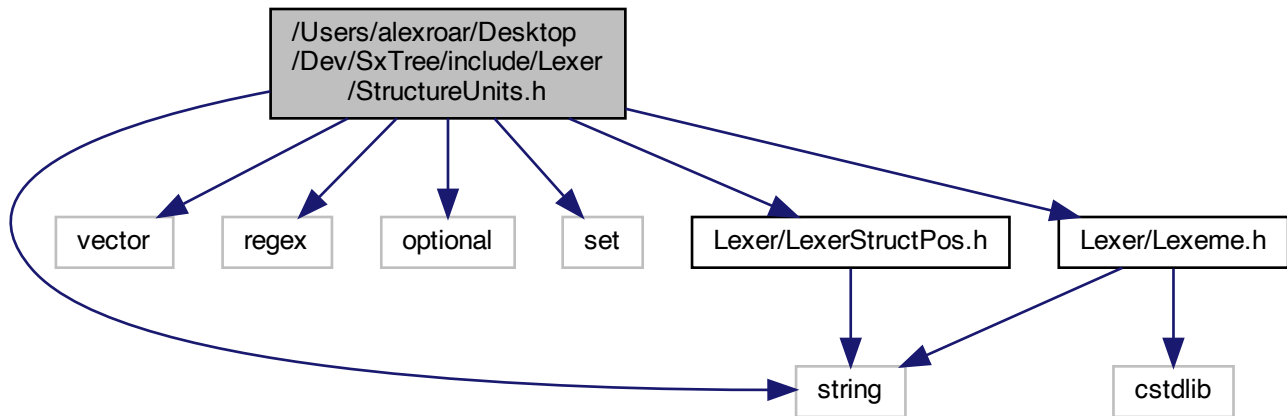 /Users/alexroar/Desktop
/Dev/SxTree/include/Lexer
/StructureUnits.h
vector
regex
optional
set
Lexer/LexerStructPos.h
Lexer/Lexeme.h
string
cstdlib